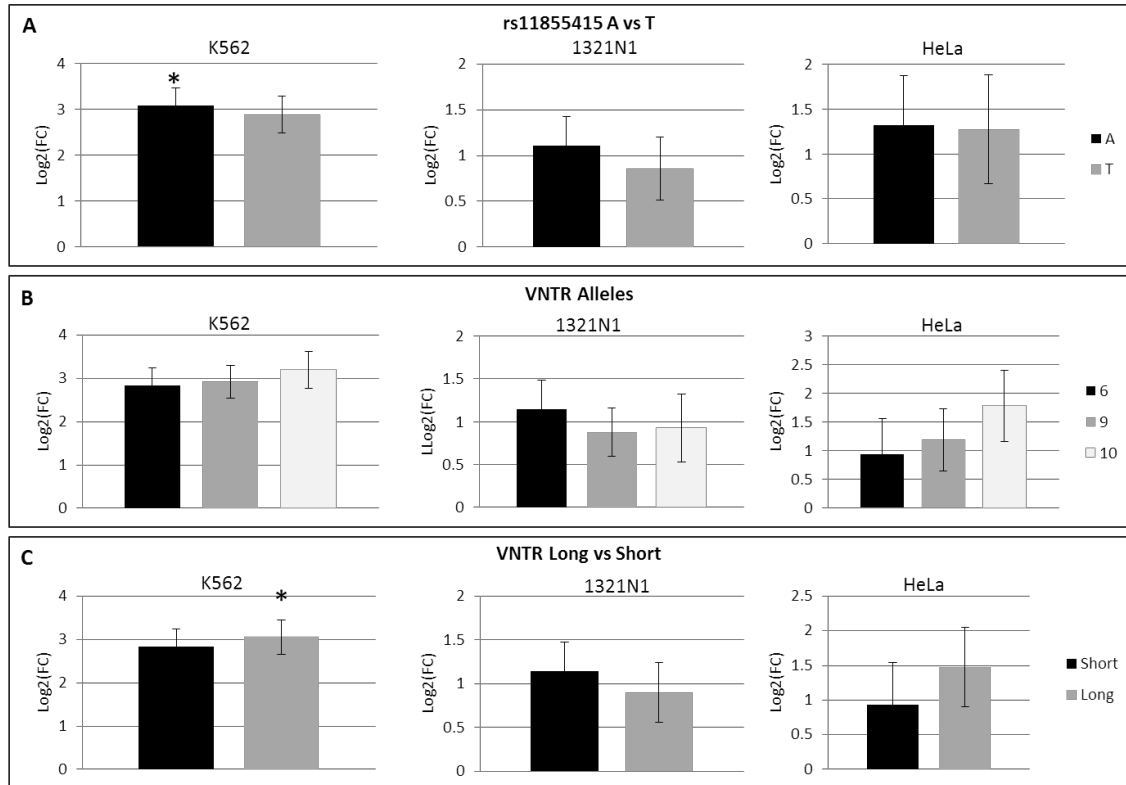 A
rs11855415 A vs T
K562
1321N1
HeLa
Log2(FC)
4
3
2
1
0
*
Log2(FC)
2
1.5
1
0.5
0
Log2(FC)
2
1.5
1
0.5
0
A
T
B
VNTR Alleles
K562
1321N1
HeLa
Log2(FC)
4
3
2
1
0
LLog2(FC)
2
1.5
1
0.5
0
Log2(FC)
3
2.5
2
1.5
1
0.5
0
6
9
10
C
VNTR Long vs Short
K562
1321N1
HeLa
Log2(FC)
4
3
2
1
0
*
Log2(FC)
2
1.5
1
0.5
0
Log2(FC)
2.5
2
1.5
1
0.5
0
Short
Long